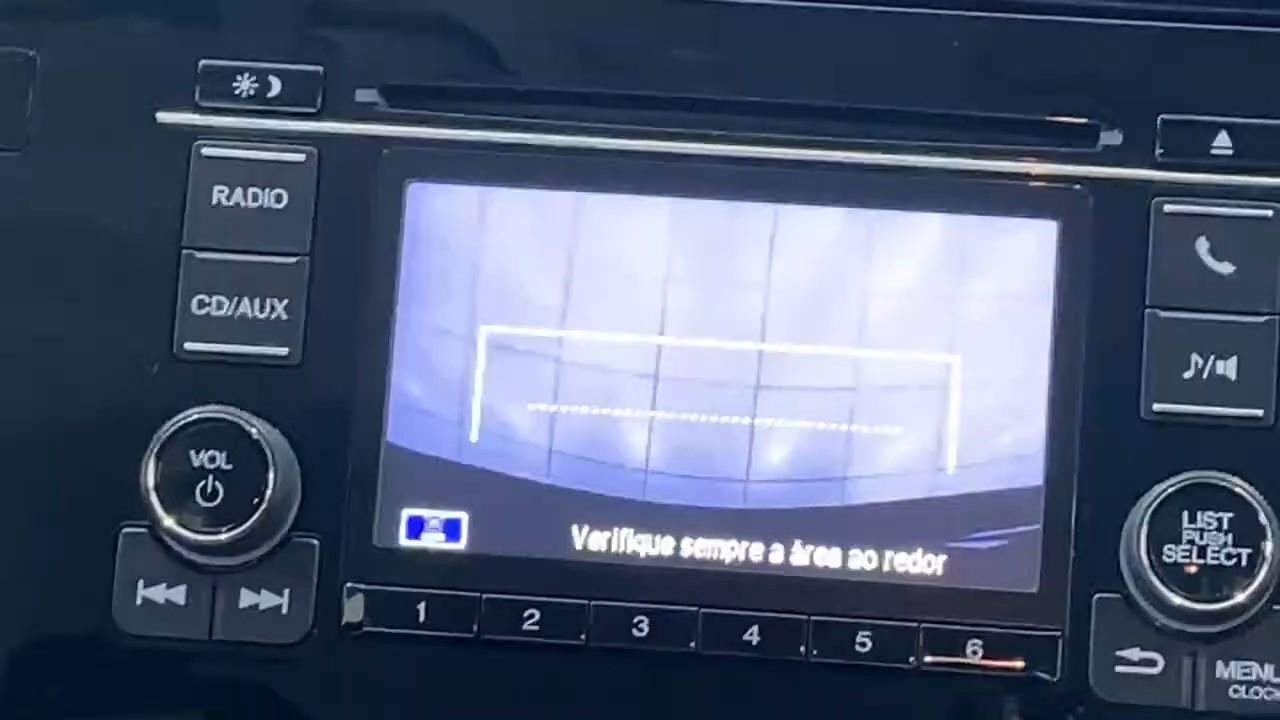 RADIO
CD/AUX
VOL
Verifique sempre a área ao redor
1 2 3 4 5 6
LIST
PUSH
SELECT
MENU
CLOCK